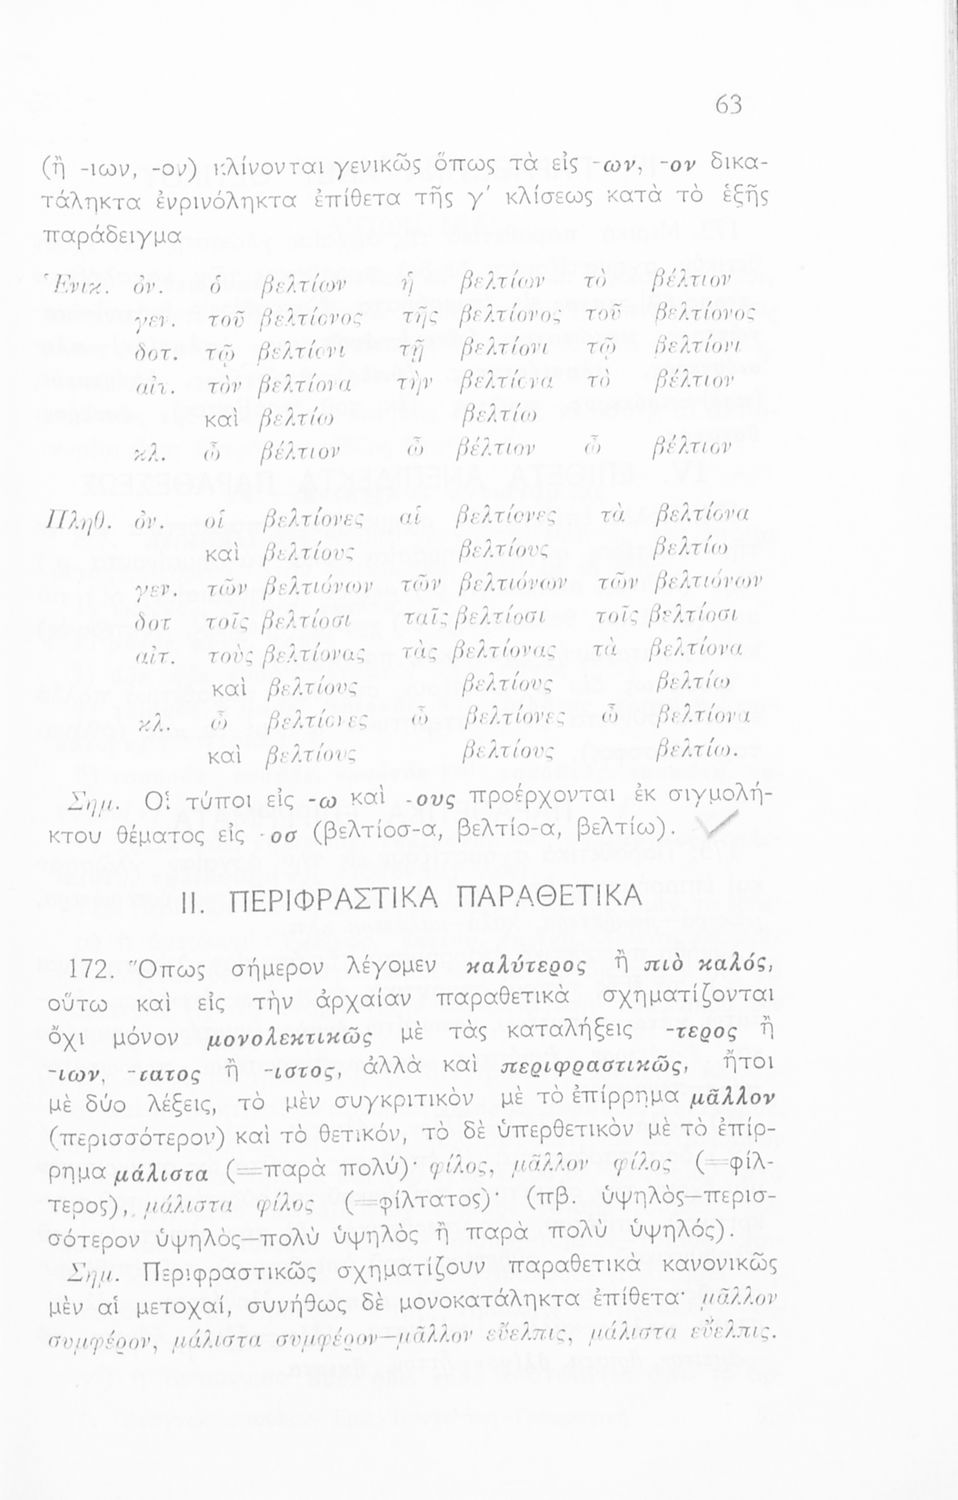 63
(ἢ -ιων, -ον) κλίνονται γενικῶς ὅπως τὰ εἰς -ων, -ον δικα-
τάληκτα ἐνρινόληκτα ἐπίθετα τῆς γ′ κλίσεως κατὰ τὸ ἑξῆς
παράδειγμα
Ἑνικ. ὀν. ὁ βελτίων ἡ βελτίων τὸ βέλτιον
γεν. τοῦ βελτίονος τῆς βελτίονος τοῦ βελτίονος
δοτ. τῷ βελτίονι τῇ βελτίονι τῷ βελτίονι
αἰτ. τὸν βελτίονα τὴν βελτίονα τὸ βέλτιον
καὶ βελτίω βελτίω
κλ. ὦ βέλτιον ὦ βέλτιον ὦ βέλτιον
Πληθ. ὀν. οἱ βελτίονες αἱ βελτίονες τὰ βελτίονα
καὶ βελτίους βελτίους βελτίω
γεν. τῶν βελτιόνων τῶν βελτιόνων τῶν βελτιόνων
δοτ τοῖς βελτίοσι ταῖς βελτίοσι τοῖς βελτίοσι
αἰτ. τοὺς βελτίονας τὰς βελτίονας τὰ βελτίονα
καὶ βελτίους βελτίους βελτίω
κλ. ὦ βελτίονες ὦ βελτίονες ὦ βελτίονα
καὶ βελτίους βελτίους βελτίω.
Σημ. Οἱ τύποι εἰς -ω καὶ -ους προέρχονται ἐκ σιγμολή-
κτου θέματος εἰς -οσ (βελτίοσ-α, βελτίο-α, βελτίω).
II. ΠΕΡΙΦΡΑΣΤΙΚΑ ΠΑΡΑΘΕΤΙΚΑ
172. Ὅπως σήμερον λέγομεν καλύτερος ἢ πιὸ καλός,
οὕτω καὶ εἰς τὴν ἀρχαίαν παραθετικὰ σχηματίζονται
ὄχι μόνον μονολεκτικῶς μὲ τὰς καταλήξεις -τερος ἢ
-ιων, -τατος ἢ -ιστος, ἀλλὰ καὶ περιφραστικῶς, ἤτοι
μὲ δύο λέξεις, τὸ μὲν συγκριτικὸν μὲ τὸ ἐπίρρημα μᾶλλον
(περισσότερον) καὶ τὸ θετικόν, τὸ δὲ ὑπερθετικὸν μὲ τὸ ἐπίρ-
ρημα μάλιστα (=παρὰ πολύ)· φίλος, μᾶλλον φίλος (=φίλ-
τερος), μάλιστα φίλος (=φίλτατος)· (πβ. ὑψηλὸς—περισ-
σότερον ὑψηλὸς—πολὺ ὑψηλὸς ἢ παρὰ πολὺ ὑψηλός).
Σημ. Περιφραστικῶς σχηματίζουν παραθετικὰ κανονικῶς
μὲν αἱ μετοχαί, συνήθως δὲ μονοκατάληκτα ἐπίθετα· μᾶλλον
συμφέρον, μάλιστα συμφέρον—μᾶλλον εὔελπις, μάλιστα εὔελπις.